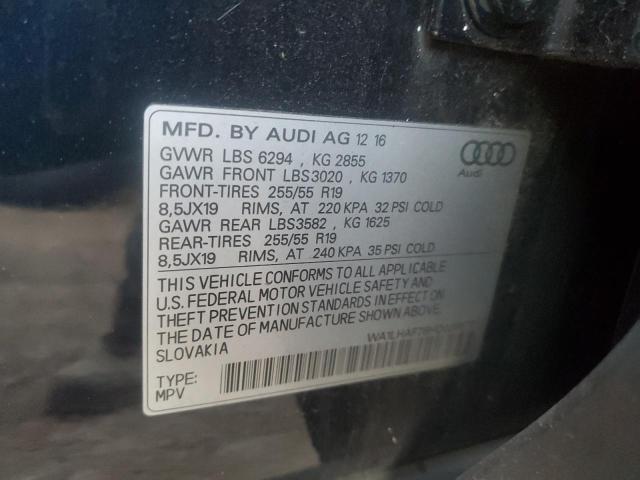 MFD. BY AUDI AG 12 16
GVWR LBS 6294 , KG 2855
GAWR FRONT LBS3020 , KG 1370
FRONT-TIRES 255/55 R19
8,5JX19 RIMS, AT 220 KPA 32 PSI COLD
GAWR REAR LBS3582 , KG 1625
REAR-TIRES 255/55 R19
8,5JX19 RIMS, AT 240 KPA 35 PSI COLD
Audi
THIS VEHICLE CONFORMS TO ALL APPLICABLE
U.S. FEDERAL MOTOR VEHICLE SAFETY AND
THEFT PREVENTION STANDARDS IN EFFECT ON
THE DATE OF MANUFACTURE SHOWN ABOVE.
SLOVAKIA
TYPE:
MPV